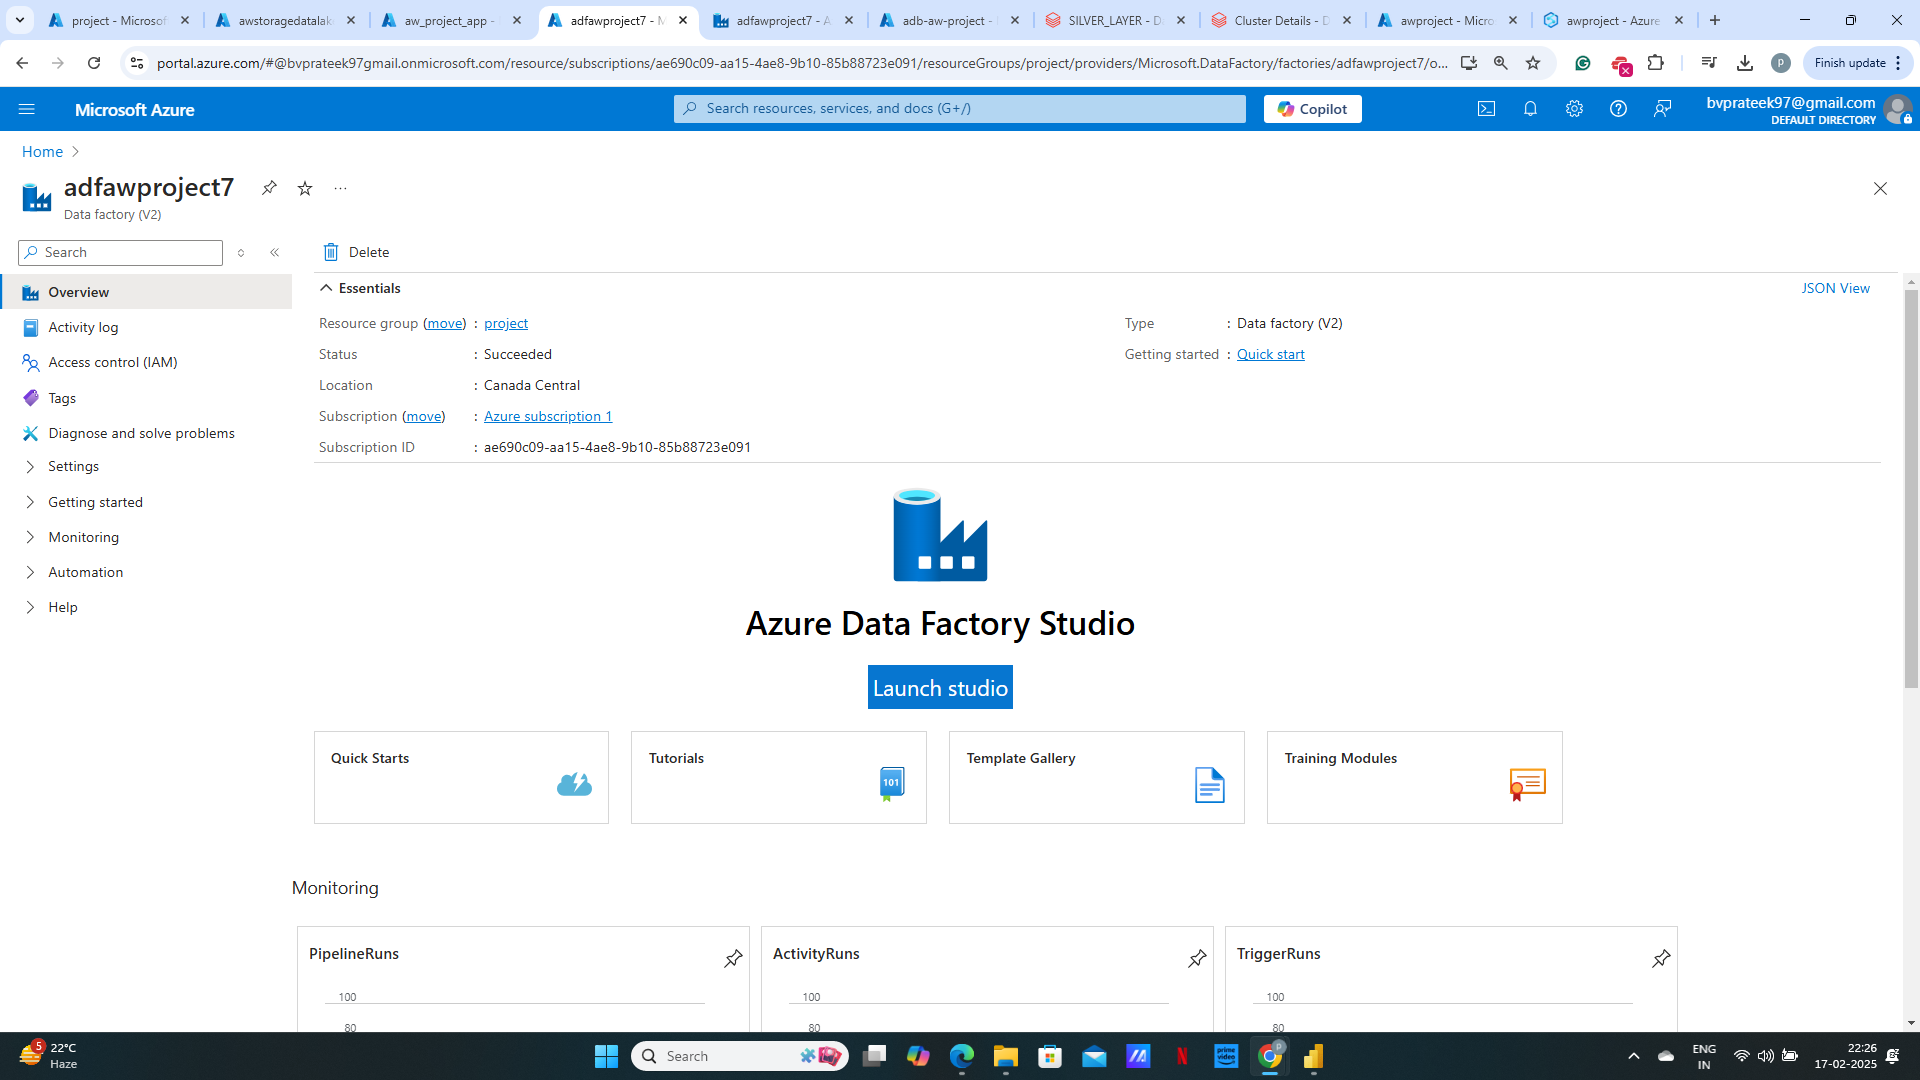 project - Microsoft
awstoragedatalak
aw_project_app -
adfawproject7 - M
adfawproject7 - A
adb-aw-project -
SILVER_LAYER - Da
Cluster Details - D
awproject - Micro
awproject - Azure
portal.azure.com/#@bvprateek97gmail.onmicrosoft.com/resource/subscriptions/ae690c09-aa15-4ae8-9b10-85b88723e091/resourceGroups/project/providers/Microsoft.DataFactory/factories/adfawproject7/o...
P
Finish update
Microsoft Azure
Search resources, services, and docs (G+/)
Copilot
bvprateek97@gmail.com
DEFAULT DIRECTORY
Home
adfawproject7
Data factory (V2)
Search
Delete
Overview
Activity log
Access control (IAM)
Tags
Diagnose and solve problems
Settings
Getting started
Monitoring
Automation
Help
Essentials
JSON View
Resource group (move) : project
Status : Succeeded
Location : Canada Central
Subscription (move) : Azure subscription 1
Subscription ID : ae690c09-aa15-4ae8-9b10-85b88723e091
Type : Data factory (V2)
Getting started : Quick start
Azure Data Factory Studio
Launch studio
Quick Starts
Tutorials
101
Template Gallery
Training Modules
Monitoring
PipelineRuns
100
80
ActivityRuns
100
80
TriggerRuns
100
80
5
22°C
Haze
Search
prime video
P
ENG
IN
22:26
17-02-2025